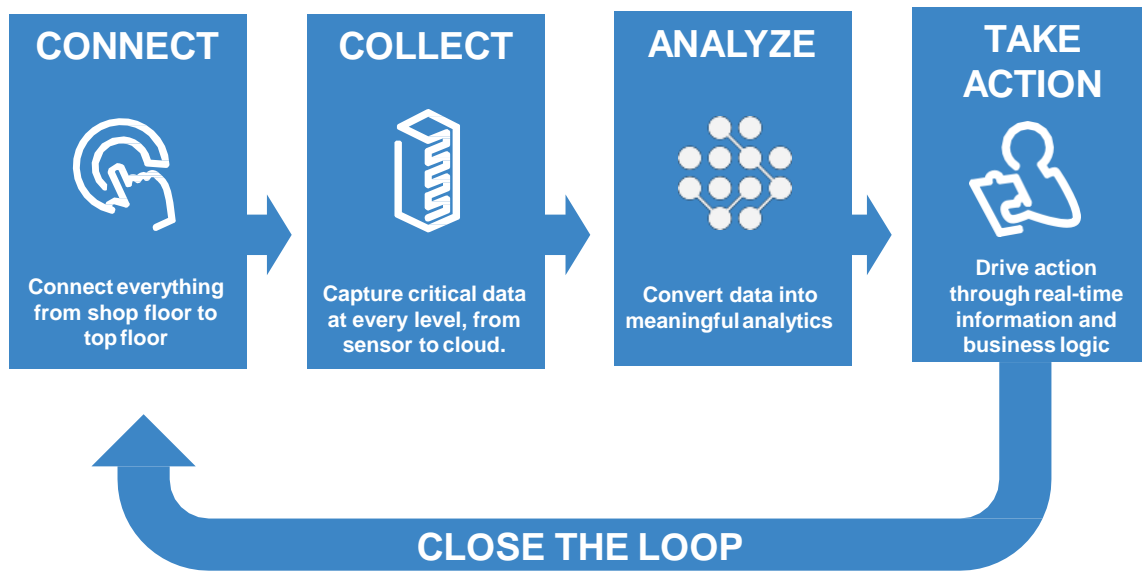 CONNECT
Connect everything
from shop floor to
top floor
COLLECT
Capture critical data
at every level, from
sensor to cloud.
ANALYZE
Convert data into
meaningful analytics
TAKE
ACTION
Drive action
through real-time
information and
business logic
CLOSE THE LOOP